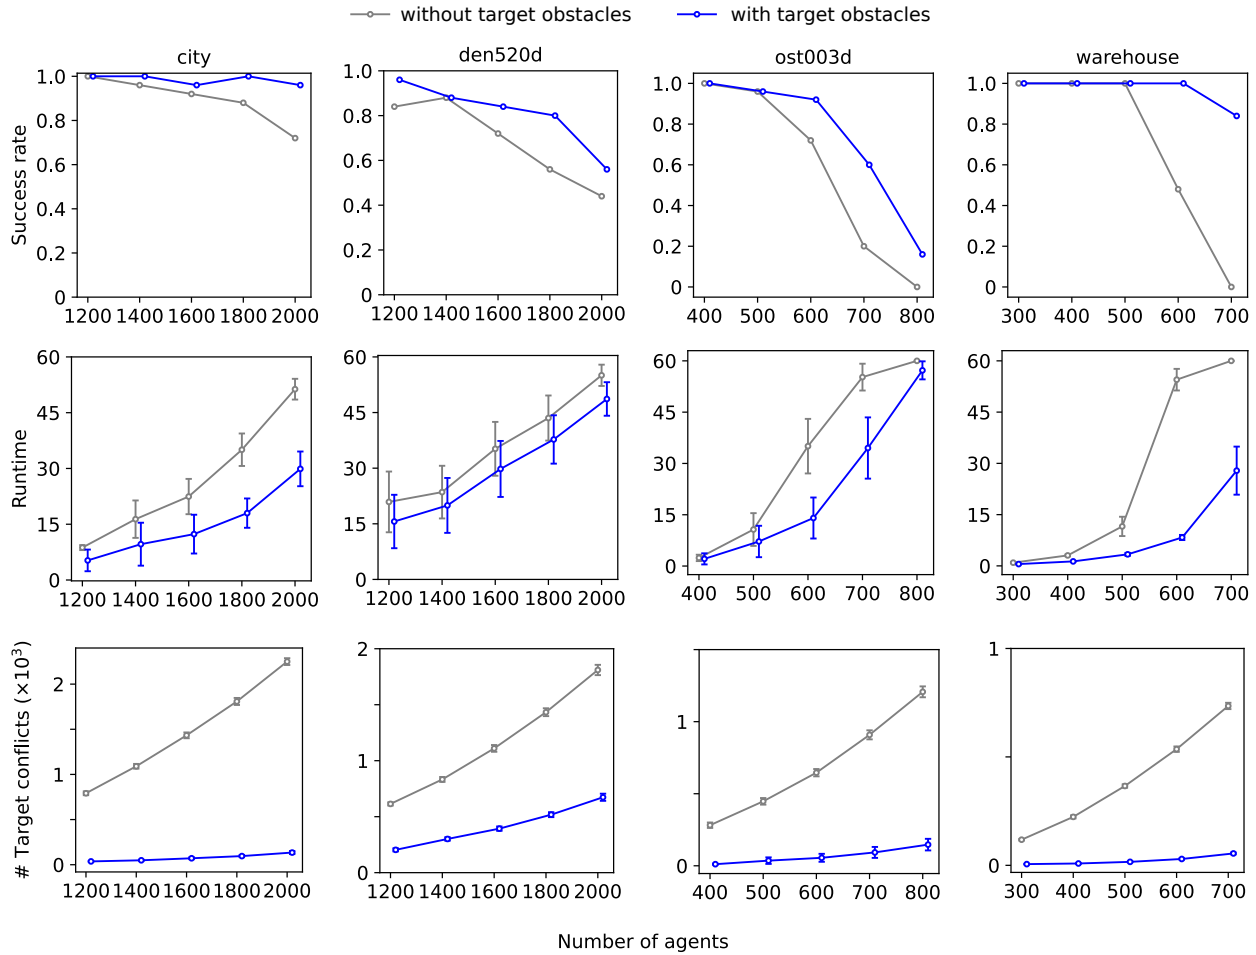 without target obstacles with target obstacles
city den520d ost003d warehouse
Success rate
1.0 0.8 0.6 0.4 0.2 0
1200 1400 1600 1800 2000
1.0 0.8 0.6 0.4 0.2 0
1200 1400 1600 1800 2000
1.0 0.8 0.6 0.4 0.2 0
400 500 600 700 800
1.0 0.8 0.6 0.4 0.2 0
300 400 500 600 700
Runtime
60 45 30 15 0
1200 1400 1600 1800 2000
60 45 30 15 0
1200 1400 1600 1800 2000
60 45 30 15 0
400 500 600 700 800
60 45 30 15 0
300 400 500 600 700
# Target conflicts (×10³)
2 1 0
1200 1400 1600 1800 2000
2 1 0
1200 1400 1600 1800 2000
1 0
400 500 600 700 800
1 0
300 400 500 600 700
Number of agents